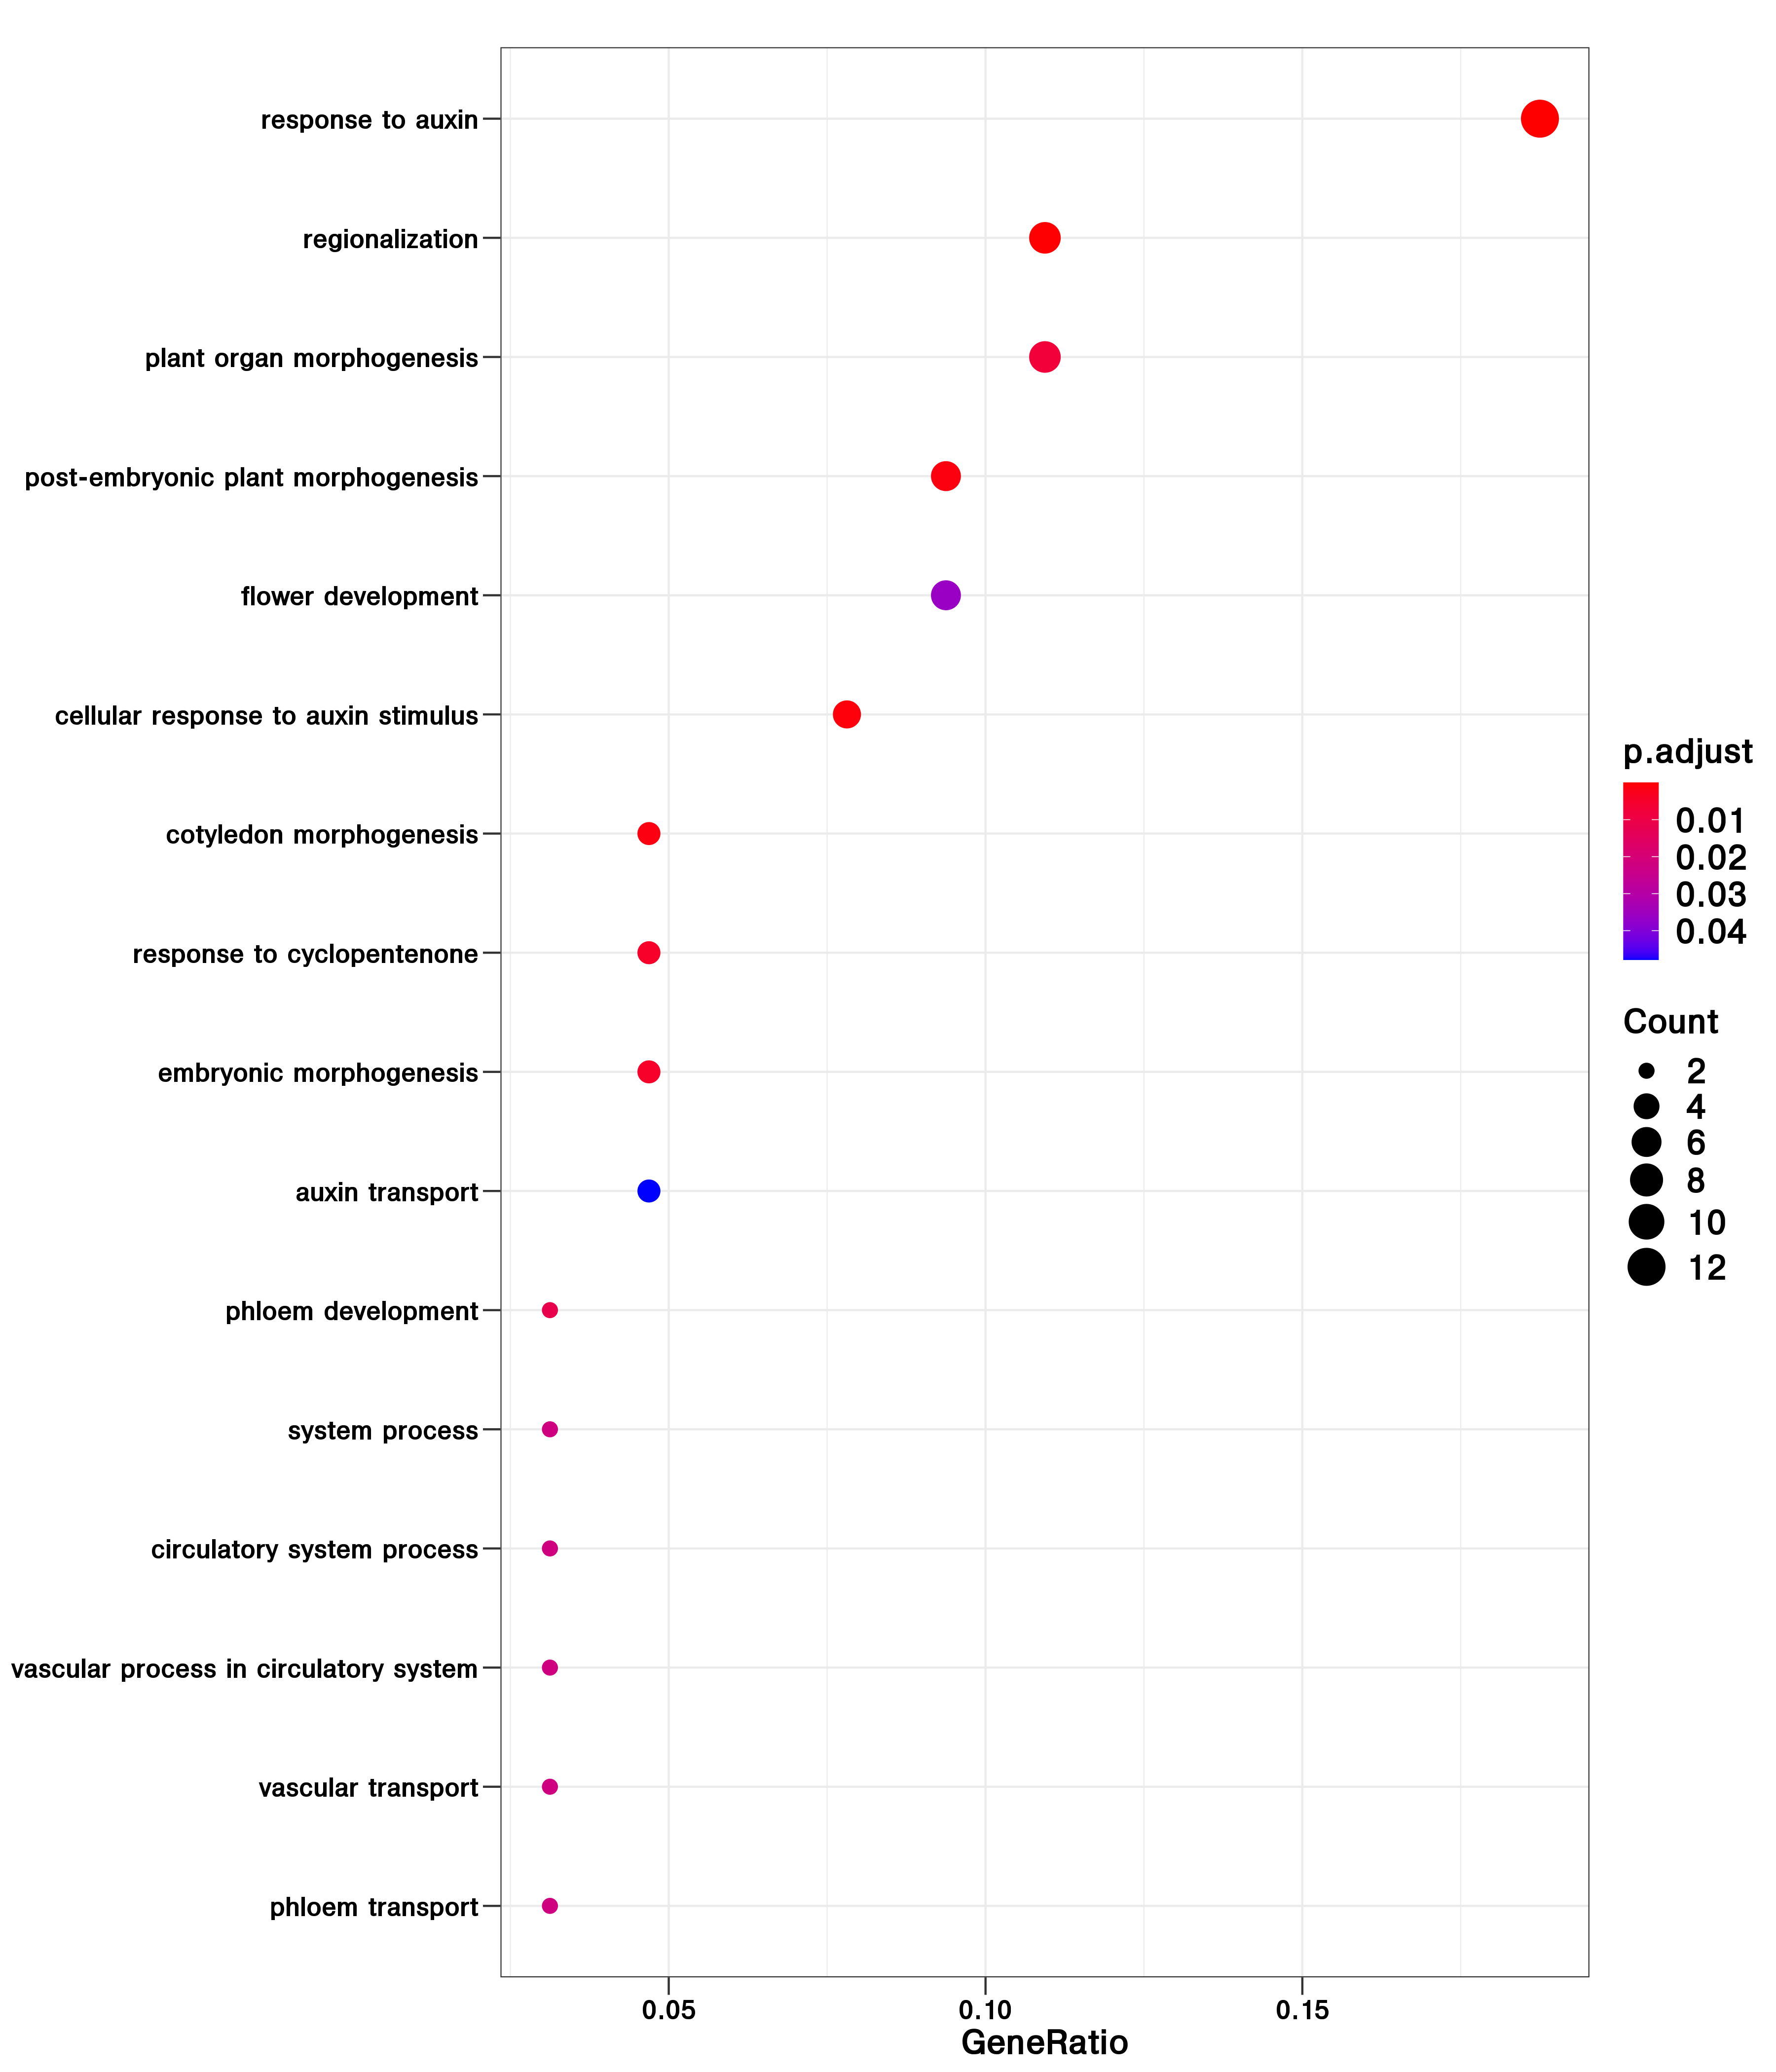 response to auxin
regionalization
plant organ morphogenesis
post-embryonic plant morphogenesis
flower development
cellular response to auxin stimulus
cotyledon morphogenesis
response to cyclopentenone
embryonic morphogenesis
auxin transport
phloem development
system process
circulatory system process
vascular process in circulatory system
vascular transport
phloem transport
0.05 0.10 0.15
GeneRatio
p.adjust
0.01
0.02
0.03
0.04
Count
2
4
6
8
10
12